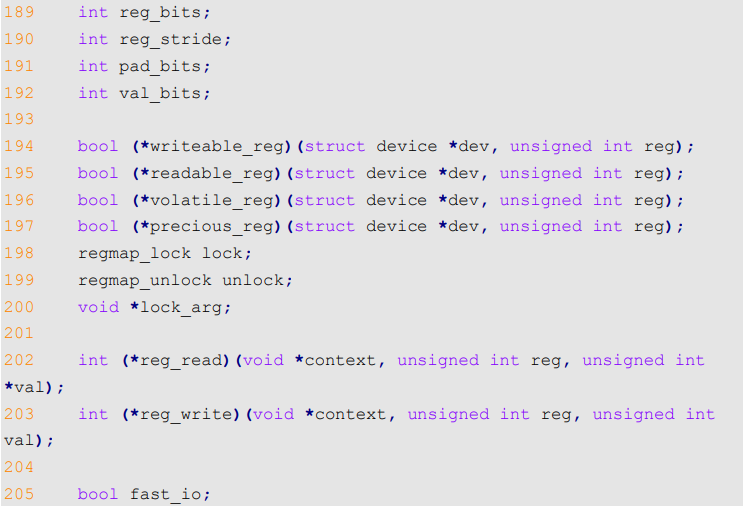 189 int reg_bits;
190 int reg_stride;
191 int pad_bits;
192 int val_bits;
193
194 bool (*writeable_reg)(struct device *dev, unsigned int reg);
195 bool (*readable_reg)(struct device *dev, unsigned int reg);
196 bool (*volatile_reg)(struct device *dev, unsigned int reg);
197 bool (*precious_reg)(struct device *dev, unsigned int reg);
198 regmap_lock lock;
199 regmap_unlock unlock;
200 void *lock_arg;
201
202 int (*reg_read)(void *context, unsigned int reg, unsigned int
*val);
203 int (*reg_write)(void *context, unsigned int reg, unsigned int
val);
204
205 bool fast_io;